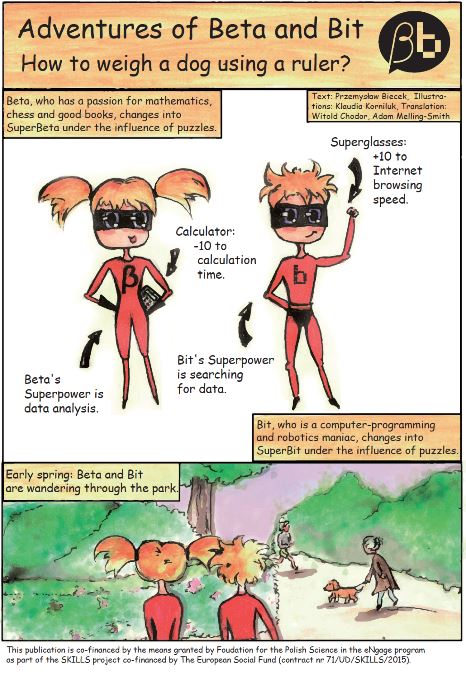 Adventures of Beta and Bit
How to weigh a dog using a ruler?
βb
Beta, who has a passion for mathematics,
chess and good books, changes into
SuperBeta under the influence of puzzles.
Text: Przemysław Biecek, Illustra-
tions: Klaudia Korniluk, Translation:
Witold Chodor, Adam Melling-Smith
Superglasses:
+10 to
Internet
browsing
speed.
Calculator:
-10 to
calculation
time.
β
b
Beta's
Superpower is
data analysis.
Bit's Superpower
is searching
for data.
Bit, who is a computer-programming
and robotics maniac, changes into
SuperBit under the influence of puzzles.
Early spring: Beta and Bit
are wandering through the park.
This publication is co-financed by the means granted by Foudation for the Polish Science in the eNgage program
as part of the SKILLS project co-financed by The European Social Fund (contract nr 71/UD/SKILLS/2015).